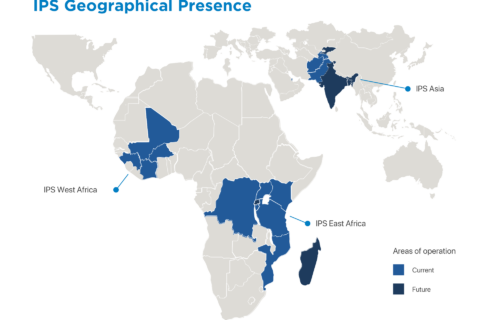 IPS Geographical Presence
IPS Asia
IPS West Africa
IPS East Africa
Areas of operation
Current
Future